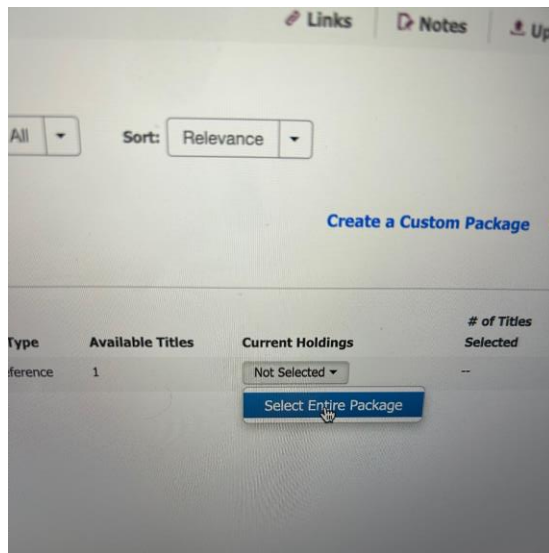 Links Notes
All Sort: Relevance
Create a Custom Package
# of Titles
Type Available Titles Current Holdings Selected
1 Not Selected --
Select Entire Package